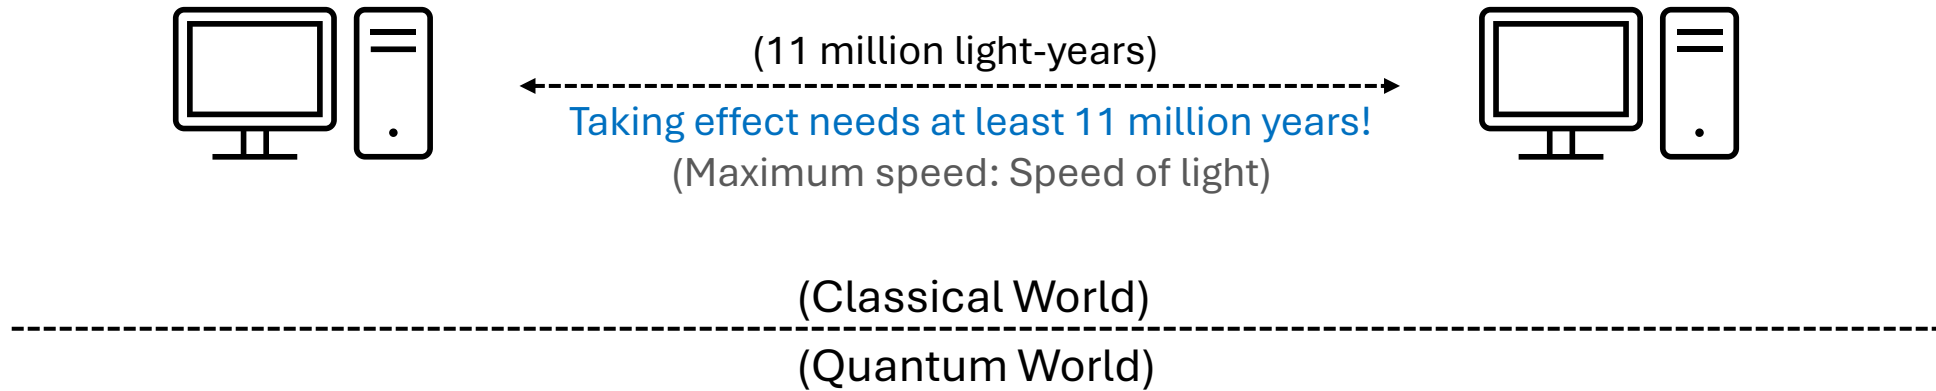 (11 million light-years)
Taking effect needs at least 11 million years!
(Maximum speed: Speed of light)
(Classical World)
(Quantum World)